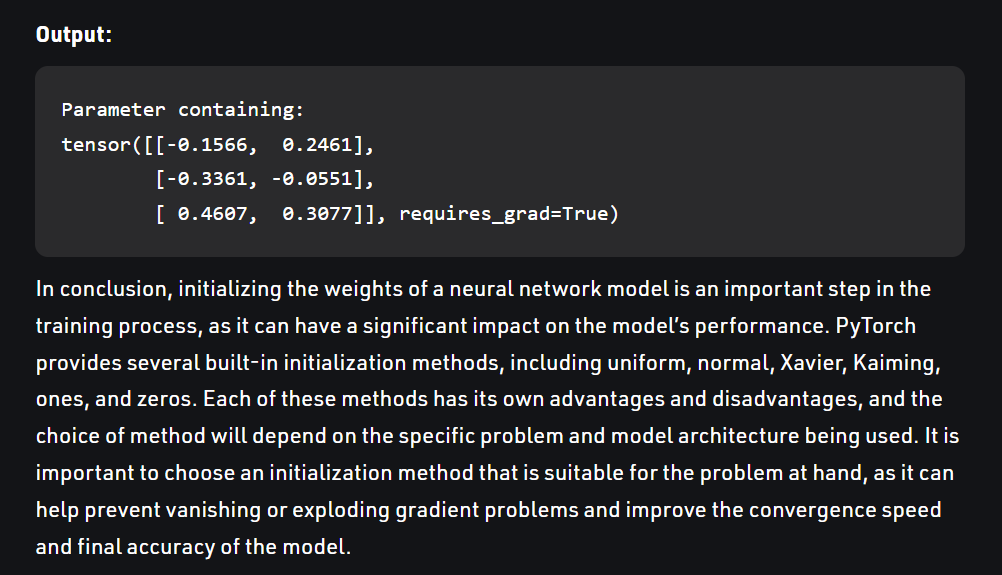 Output:
Parameter containing:
tensor([[-0.1566,  0.2461],
        [-0.3361, -0.0551],
        [ 0.4607,  0.3077]], requires_grad=True)
In conclusion, initializing the weights of a neural network model is an important step in the
training process, as it can have a significant impact on the model’s performance. PyTorch
provides several built-in initialization methods, including uniform, normal, Xavier, Kaiming,
ones, and zeros. Each of these methods has its own advantages and disadvantages, and the
choice of method will depend on the specific problem and model architecture being used. It is
important to choose an initialization method that is suitable for the problem at hand, as it can
help prevent vanishing or exploding gradient problems and improve the convergence speed
and final accuracy of the model.